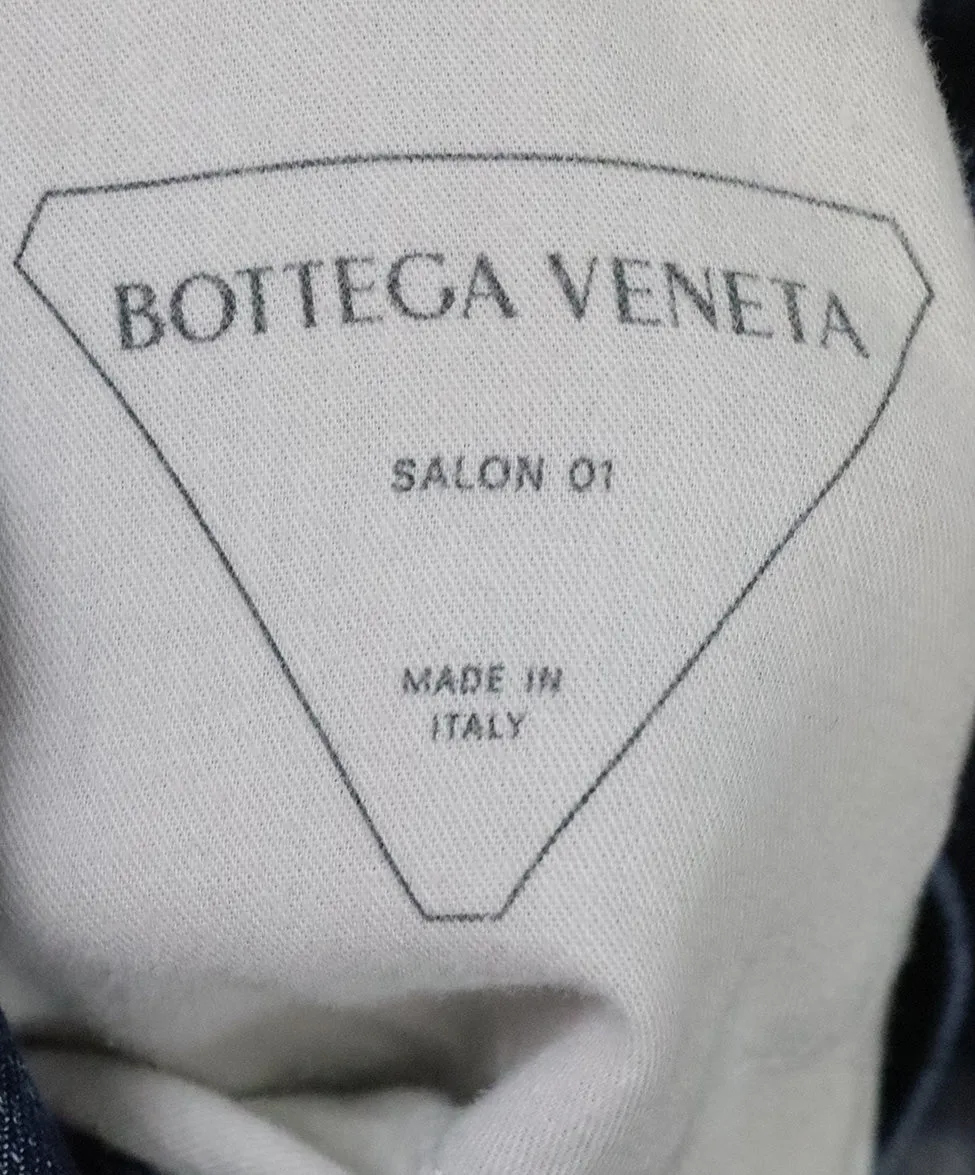 BOTTEGA VENETA
SALON 01
MADE IN
ITALY